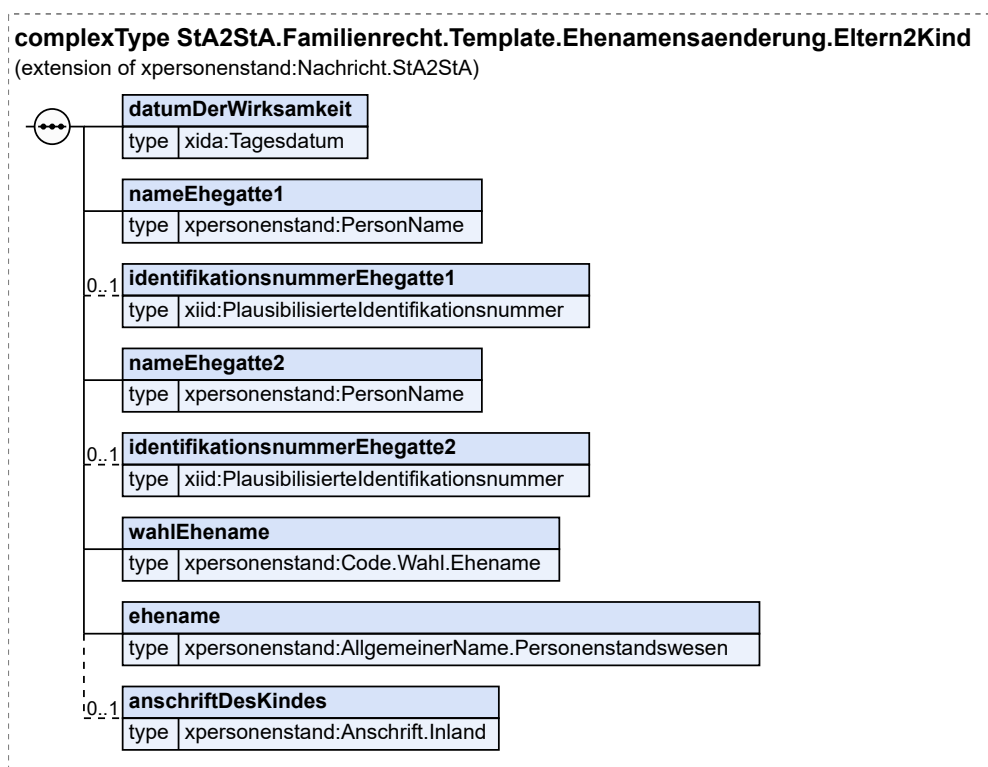 complexType StA2StA.Familienrecht.Template.Ehenamensaenderung.Eltern2Kind
(extension of xpersonenstand:Nachricht.StA2StA)
datumDerWirksamkeit
type xida:Tagesdatum
nameEhegatte1
type xpersonenstand:PersonName
0..1 identifikationsnummerEhegatte1
type xiid:PlausibilisierteIdentifikationsnummer
nameEhegatte2
type xpersonenstand:PersonName
0..1 identifikationsnummerEhegatte2
type xiid:PlausibilisierteIdentifikationsnummer
wahlEhename
type xpersonenstand:Code.Wahl.Ehename
ehename
type xpersonenstand:AllgemeinerName.Personenstandswesen
0..1 anschriftDesKindes
type xpersonenstand:Anschrift.Inland